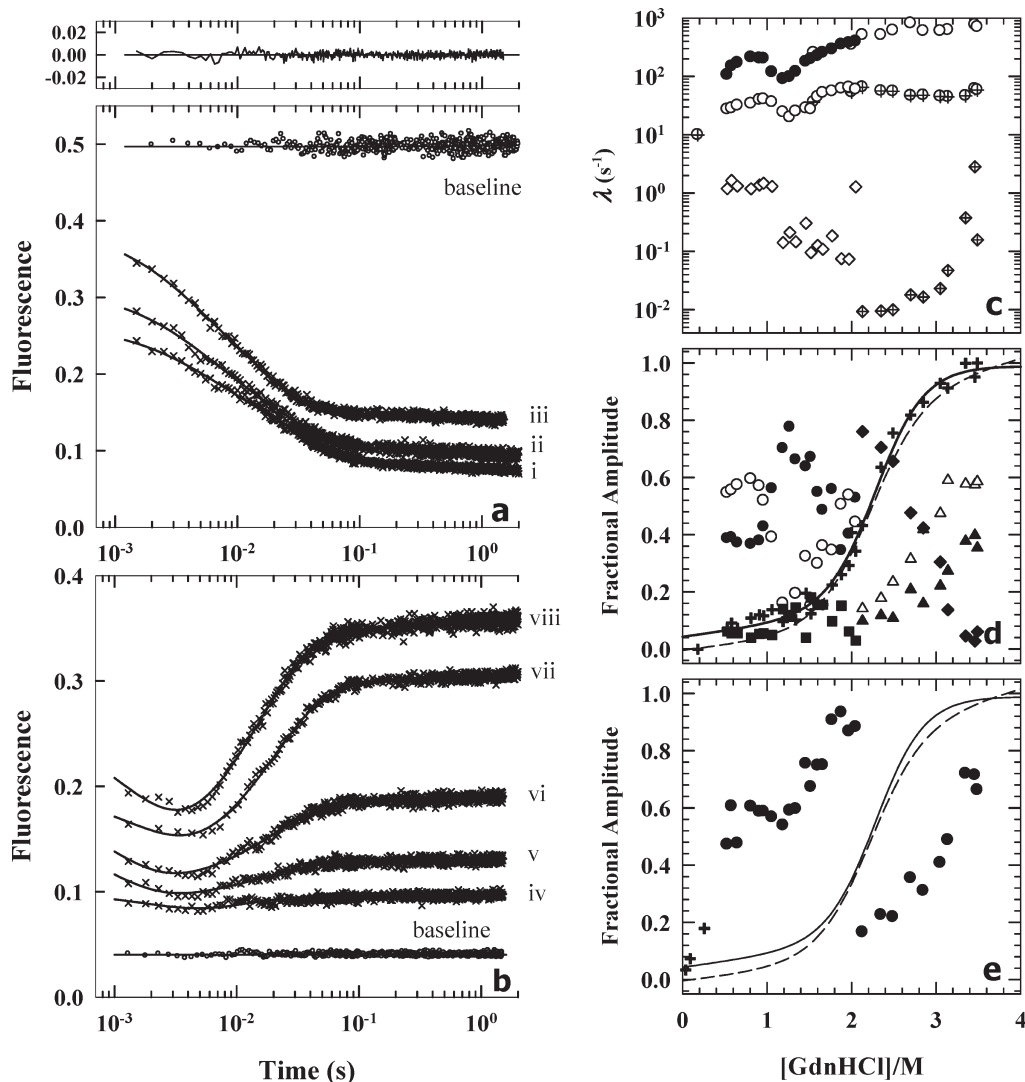 0.02
0.00
-0.02
0.5
baseline
0.4
0.3
0.2
0.1
0.0
Fluorescence
iii
ii
i
a
10⁻³ 10⁻² 10⁻¹ 10⁰
0.4
0.3
0.2
0.1
0.0
Fluorescence
viii
vii
vi
v
iv
baseline
b
10⁻³ 10⁻² 10⁻¹ 10⁰
Time (s)
10³
10²
10¹
10⁰
10⁻¹
10⁻²
λ (s⁻¹)
c
1.0
0.8
0.6
0.4
0.2
0.0
Fractional Amplitude
d
1.0
0.8
0.6
0.4
0.2
0.0
Fractional Amplitude
e
0 1 2 3 4
[GdnHCl]/M